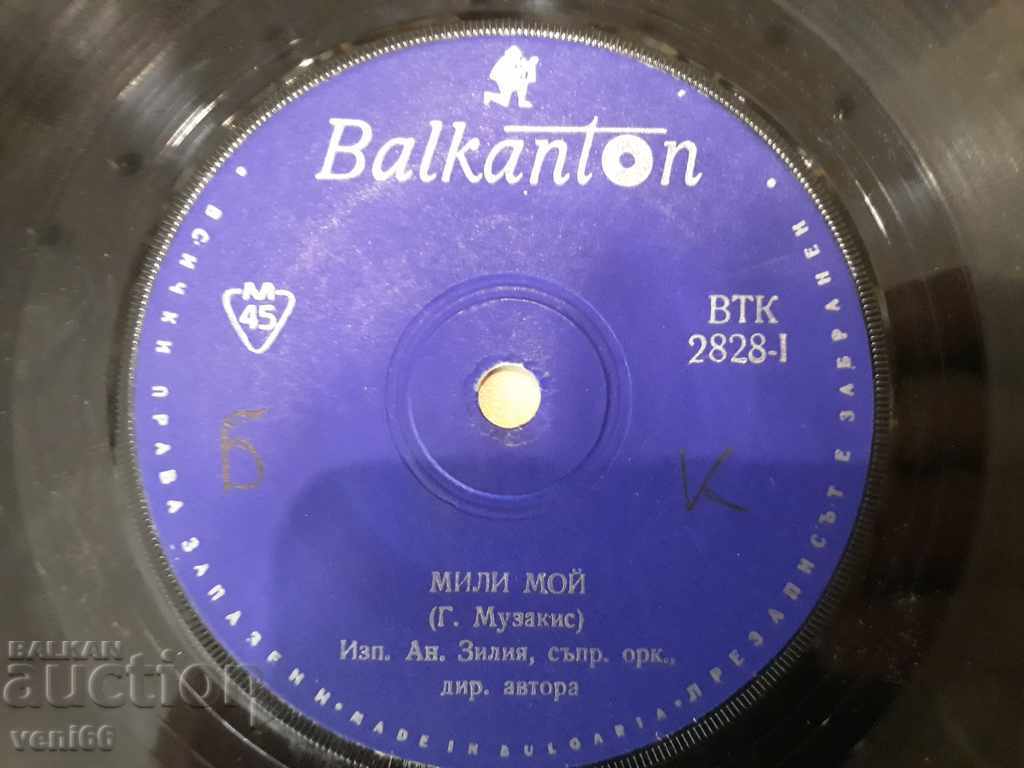 Balkanton
М
45
ВТК
2828-I
Б
К
МИЛИ МОЙ
(Г. Музакис)
Изп. Ан. Зилия, съпр. орк.,
дир. автора
• ВСИЧКИ ПРАВА ЗАПАЗЕНИ • MADE IN BULGARIA • ПРЕЗАПИСЪТ Е ЗАБРАНЕН •
BALKAN
auction
veni66